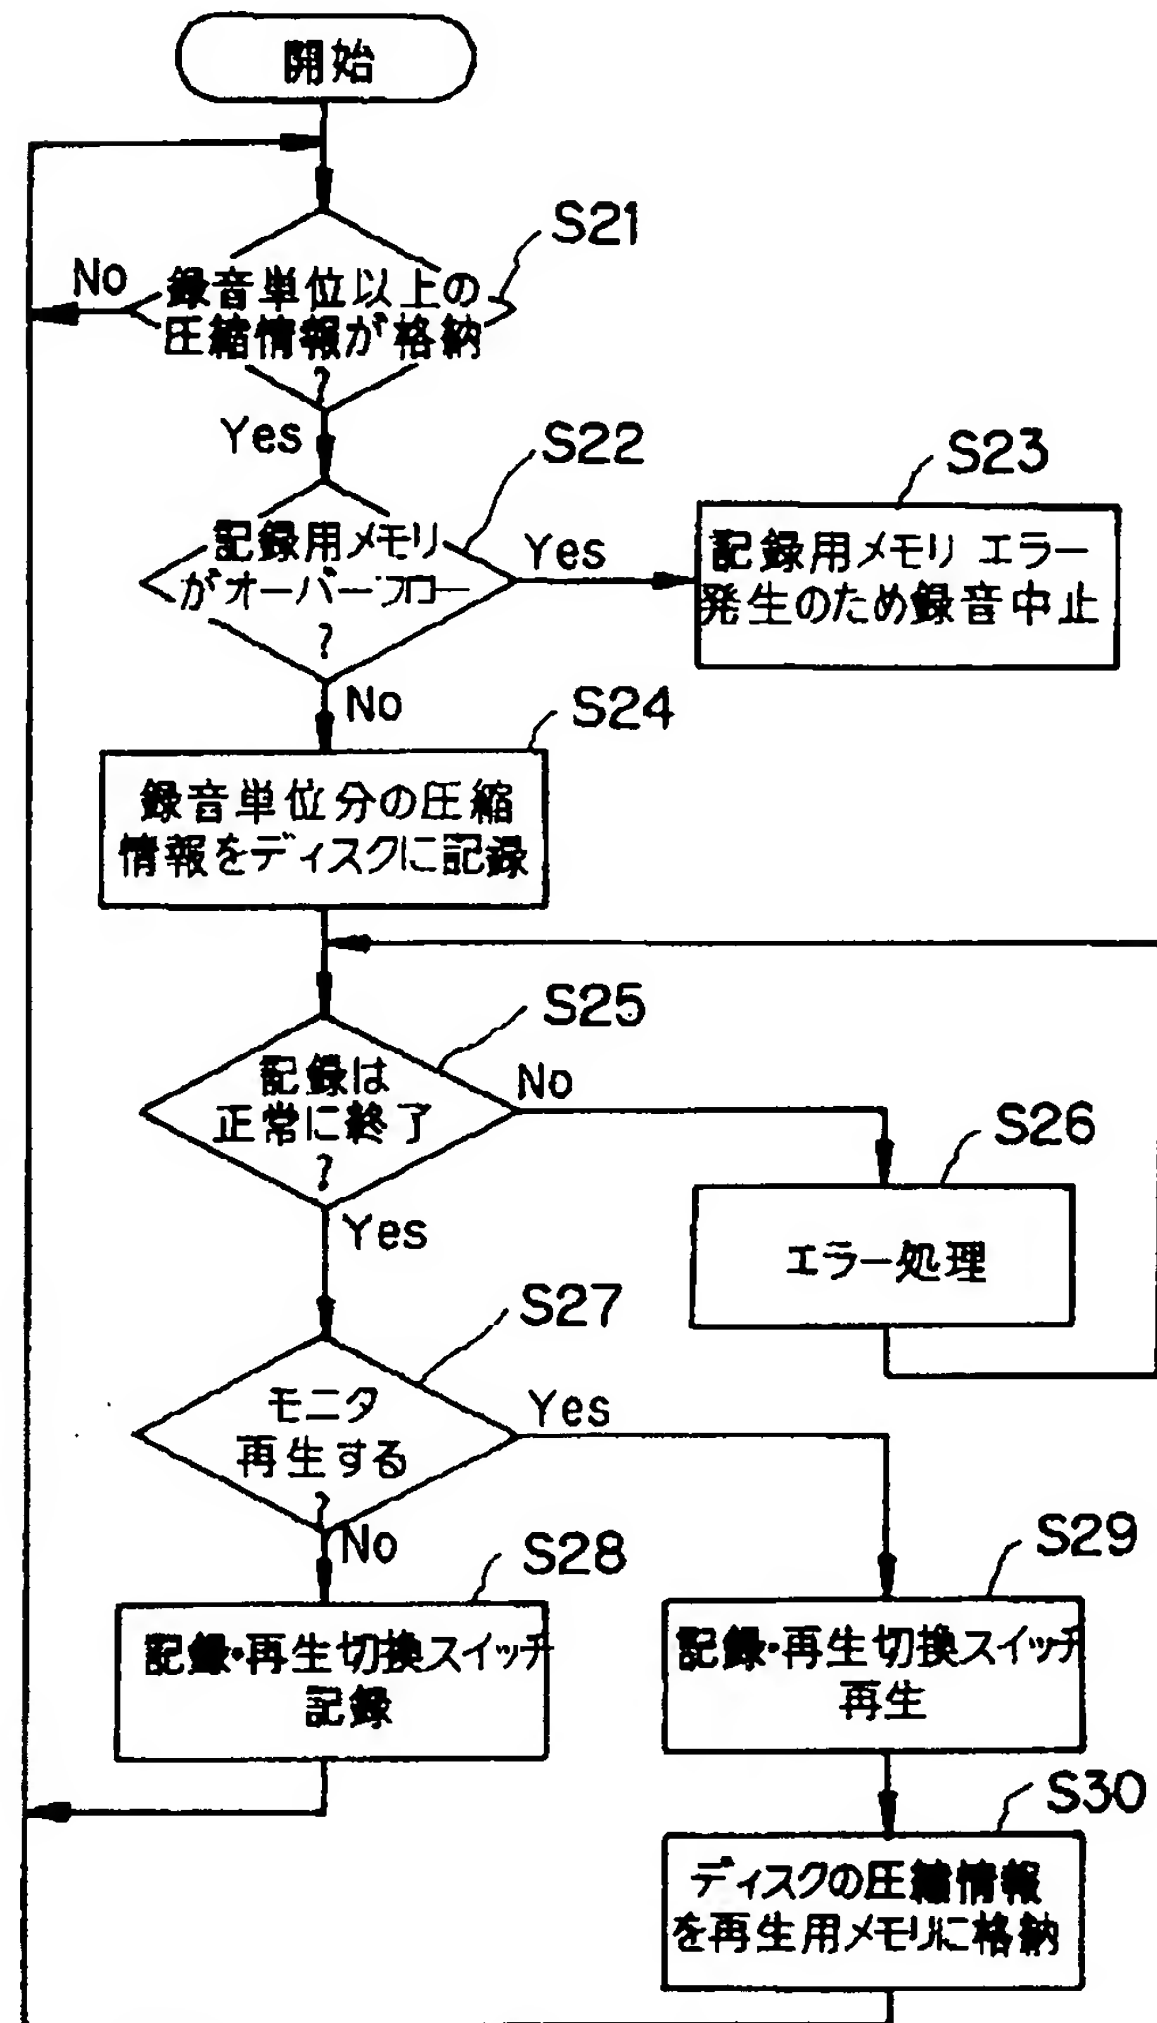 開始
S21
No
録音単位以上の
圧縮情報が格納
?
Yes
S22
記録用メモリ
がオーバーフロー
?
Yes
S23
記録用メモリ エラー
発生のため録音中止
No
S24
録音単位分の圧縮
情報をディスクに記録
S25
記録は
正常に終了
?
No
S26
エラー処理
Yes
S27
モニタ
再生する
?
Yes
No
S28
記録・再生切換スイッチ
記録
S29
記録・再生切換スイッチ
再生
S30
ディスクの圧縮情報
を再生用メモリに格納